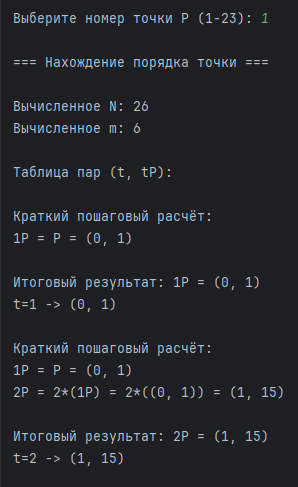 Выберите номер точки P (1-23): 1
=== Нахождение порядка точки ===
Вычисленное N: 26
Вычисленное m: 6
Таблица пар (t, tP):
Краткий пошаговый расчёт:
1P = P = (0, 1)
Итоговый результат: 1P = (0, 1)
t=1 -> (0, 1)
Краткий пошаговый расчёт:
1P = P = (0, 1)
2P = 2*(1P) = 2*((0, 1)) = (1, 15)
Итоговый результат: 2P = (1, 15)
t=2 -> (1, 15)